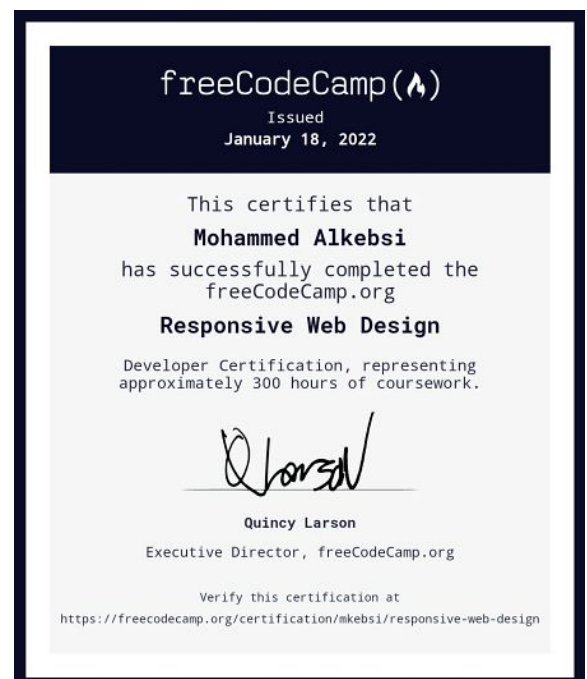 freeCodeCamp(🔥)
Issued
January 18, 2022
This certifies that
Mohammed Alkebsi
has successfully completed the
freeCodeCamp.org
Responsive Web Design
Developer Certification, representing
approximately 300 hours of coursework.
Q Larson
Quincy Larson
Executive Director, freeCodeCamp.org
Verify this certification at
https://freecodecamp.org/certification/mkebsi/responsive-web-design